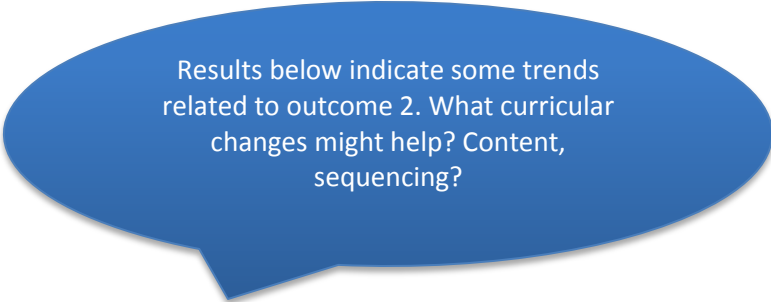 Results below indicate some trends
related to outcome 2. What curricular
changes might help? Content,
sequencing?